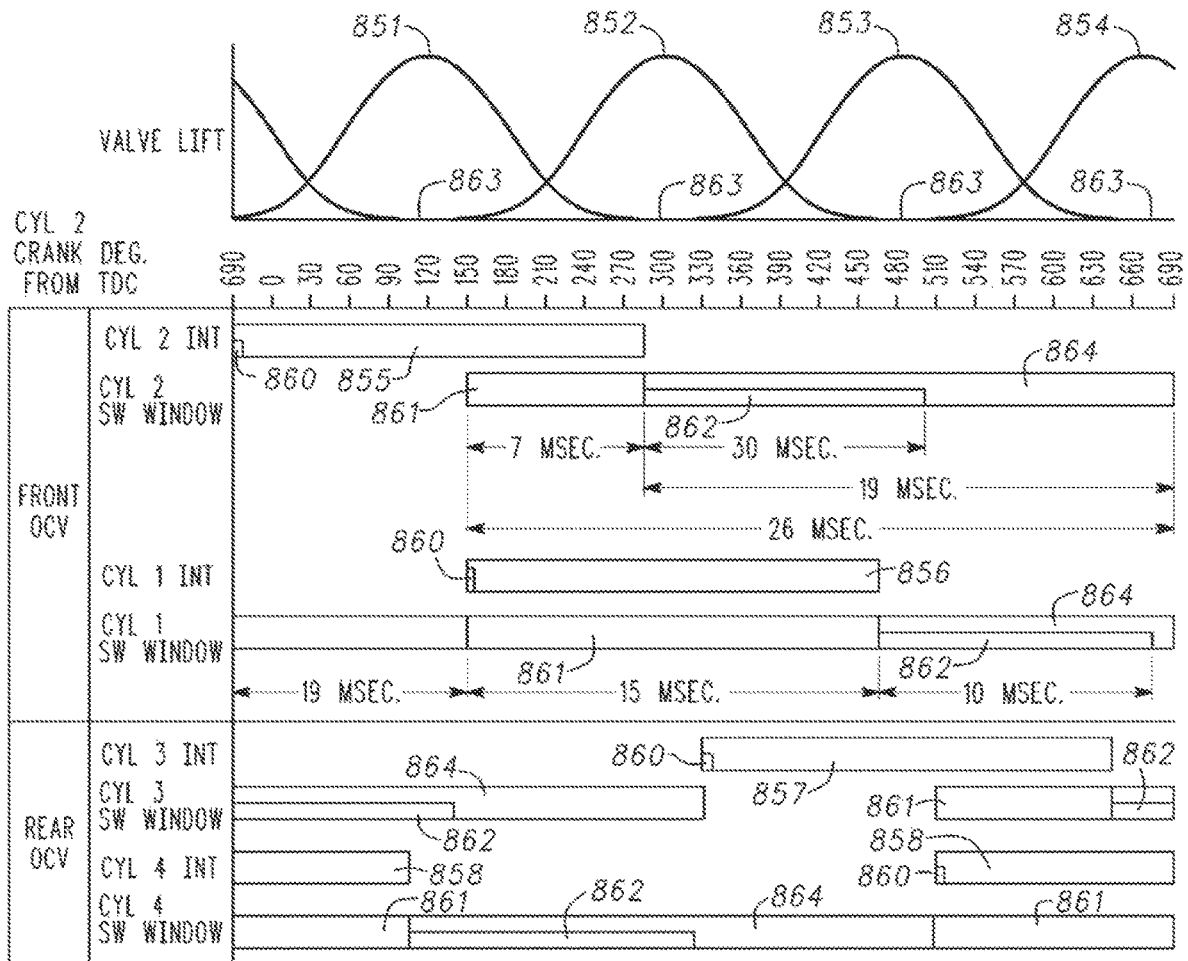 851 852 853 854
VALVE LIFT
863 863 863 863
CYL 2
CRANK DEG.
FROM TDC
690 0 30 60 90 120 150 180 210 240 270 300 330 360 390 420 450 480 510 540 570 600 630 660 690
FRONT
OCV
CYL 2 INT
860 855 864
CYL 2
SW WINDOW
861 862
7 MSEC. 30 MSEC.
19 MSEC.
26 MSEC.
860
CYL 1 INT
856
864
CYL 1
SW WINDOW
861 862
19 MSEC. 15 MSEC. 10 MSEC.
REAR
OCV
CYL 3 INT
860 857 862
864
CYL 3
SW WINDOW
861
862 858
CYL 4 INT
858 860
861 862 864 861
CYL 4
SW WINDOW